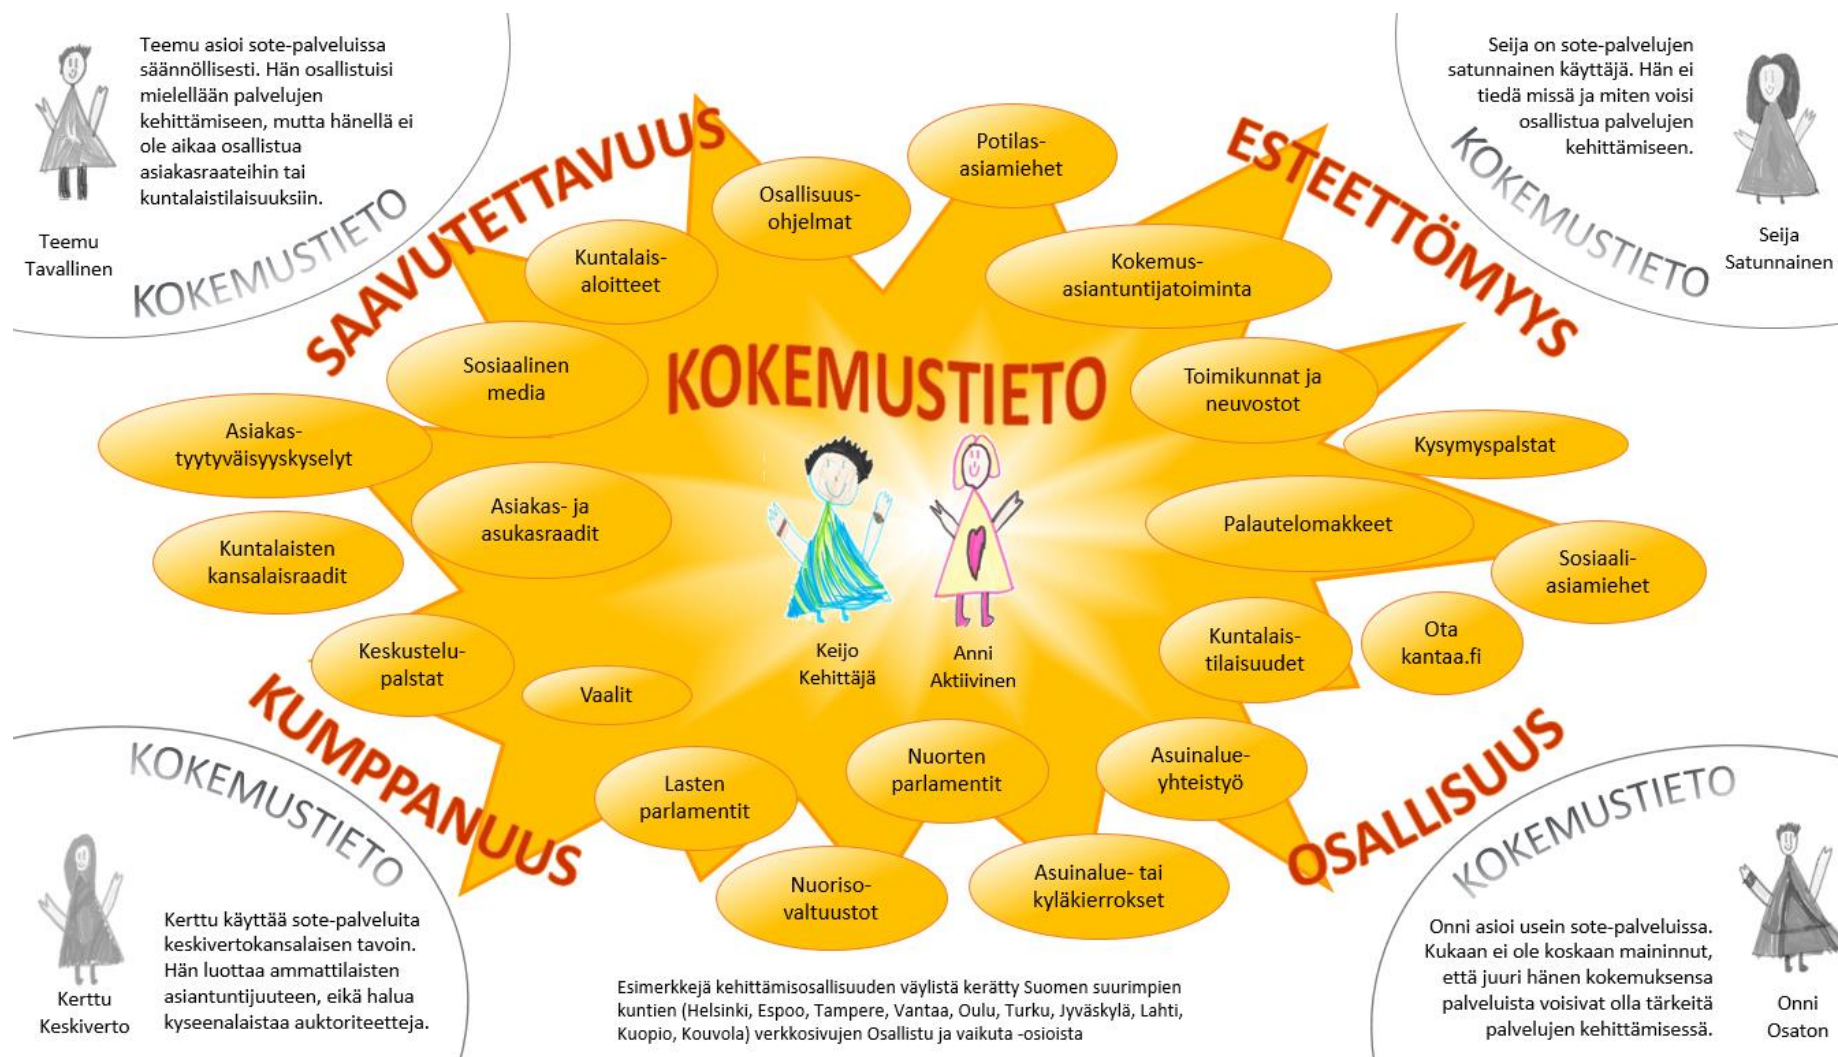 Teemu asioi sote-palveluissa
säännöllisesti. Hän osallistuisi
mielellään palvelujen
kehittämiseen, mutta hänellä ei
ole aikaa osallistua
asiakasraateihin tai
kuntalaistilaisuuksiin.
Teemu
Tavallinen
KOKEMUSTIETO
Seija on sote-palvelujen
satunnainen käyttäjä. Hän ei
tiedä missä ja miten voisi
osallistua palvelujen
kehittämiseen.
Seija
Satunnainen
KOKEMUSTIETO
SAAVUTETTAVUUS
ESTEETTÖMYYS
Potilas-
asiamiehet
Osallisuus-
ohjelmat
Kuntalais-
aloitteet
Kokemus-
asiantuntijatoiminta
Sosiaalinen
media
KOKEMUSTIETO
Toimikunnat ja
neuvostot
Asiakas-
tyytyväisyyskyselyt
Kysymyspalstat
Asiakas- ja
asukasraadit
Palautelomakkeet
Kuntalaisten
kansalaisraadit
Sosiaali-
asiamiehet
Keskustelu-
palstat
Vaalit
Keijo
Kehittäjä
Anni
Aktiivinen
Kuntalais-
tilaisuudet
Ota
kantaa.fi
Lasten
parlamentit
Nuorten
parlamentit
Asuinalue-
yhteistyö
Nuoriso-
valtuustot
Asuinalue- tai
kyläkierrokset
KUMPPANUUS
OSALLISUUS
KOKEMUSTIETO
Kerttu käyttää sote-palveluita
keskivertokansalaisen tavoin.
Hän luottaa ammattilaisten
asiantuntijuuteen, eikä halua
kyseenalaistaa auktoriteetteja.
Kerttu
Keskiverto
Esimerkkejä kehittämisosallisuuden väylistä kerätty Suomen suurimpien
kuntien (Helsinki, Espoo, Tampere, Vantaa, Oulu, Turku, Jyväskylä, Lahti,
Kuopio, Kouvola) verkkosivujen Osallistu ja vaikuta -osioista
KOKEMUSTIETO
Onni asioi usein sote-palveluissa.
Kukaan ei ole koskaan maininnut,
että juuri hänen kokemuksensa
palveluista voisivat olla tärkeitä
palvelujen kehittämisessä.
Onni
Osaton